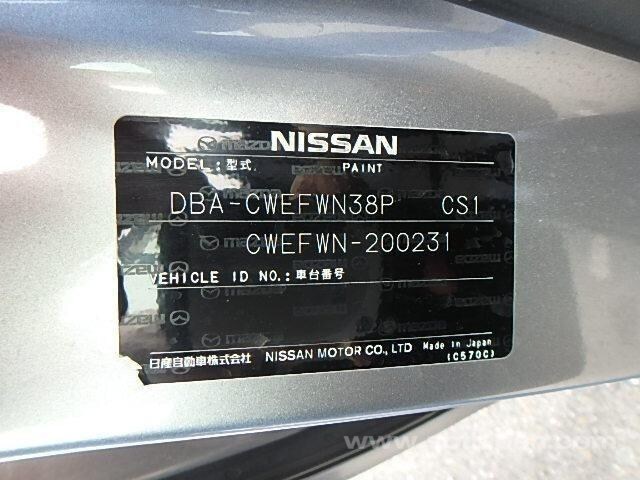 NISSAN
MODEL:型式 PAINT
DBA-CWEFWN38P CS1
CWEFWN-200231
VEHICLE ID NO.:車台番号
日産自動車株式会社 NISSAN MOTOR CO., LTD Made in Japan
(C570C)